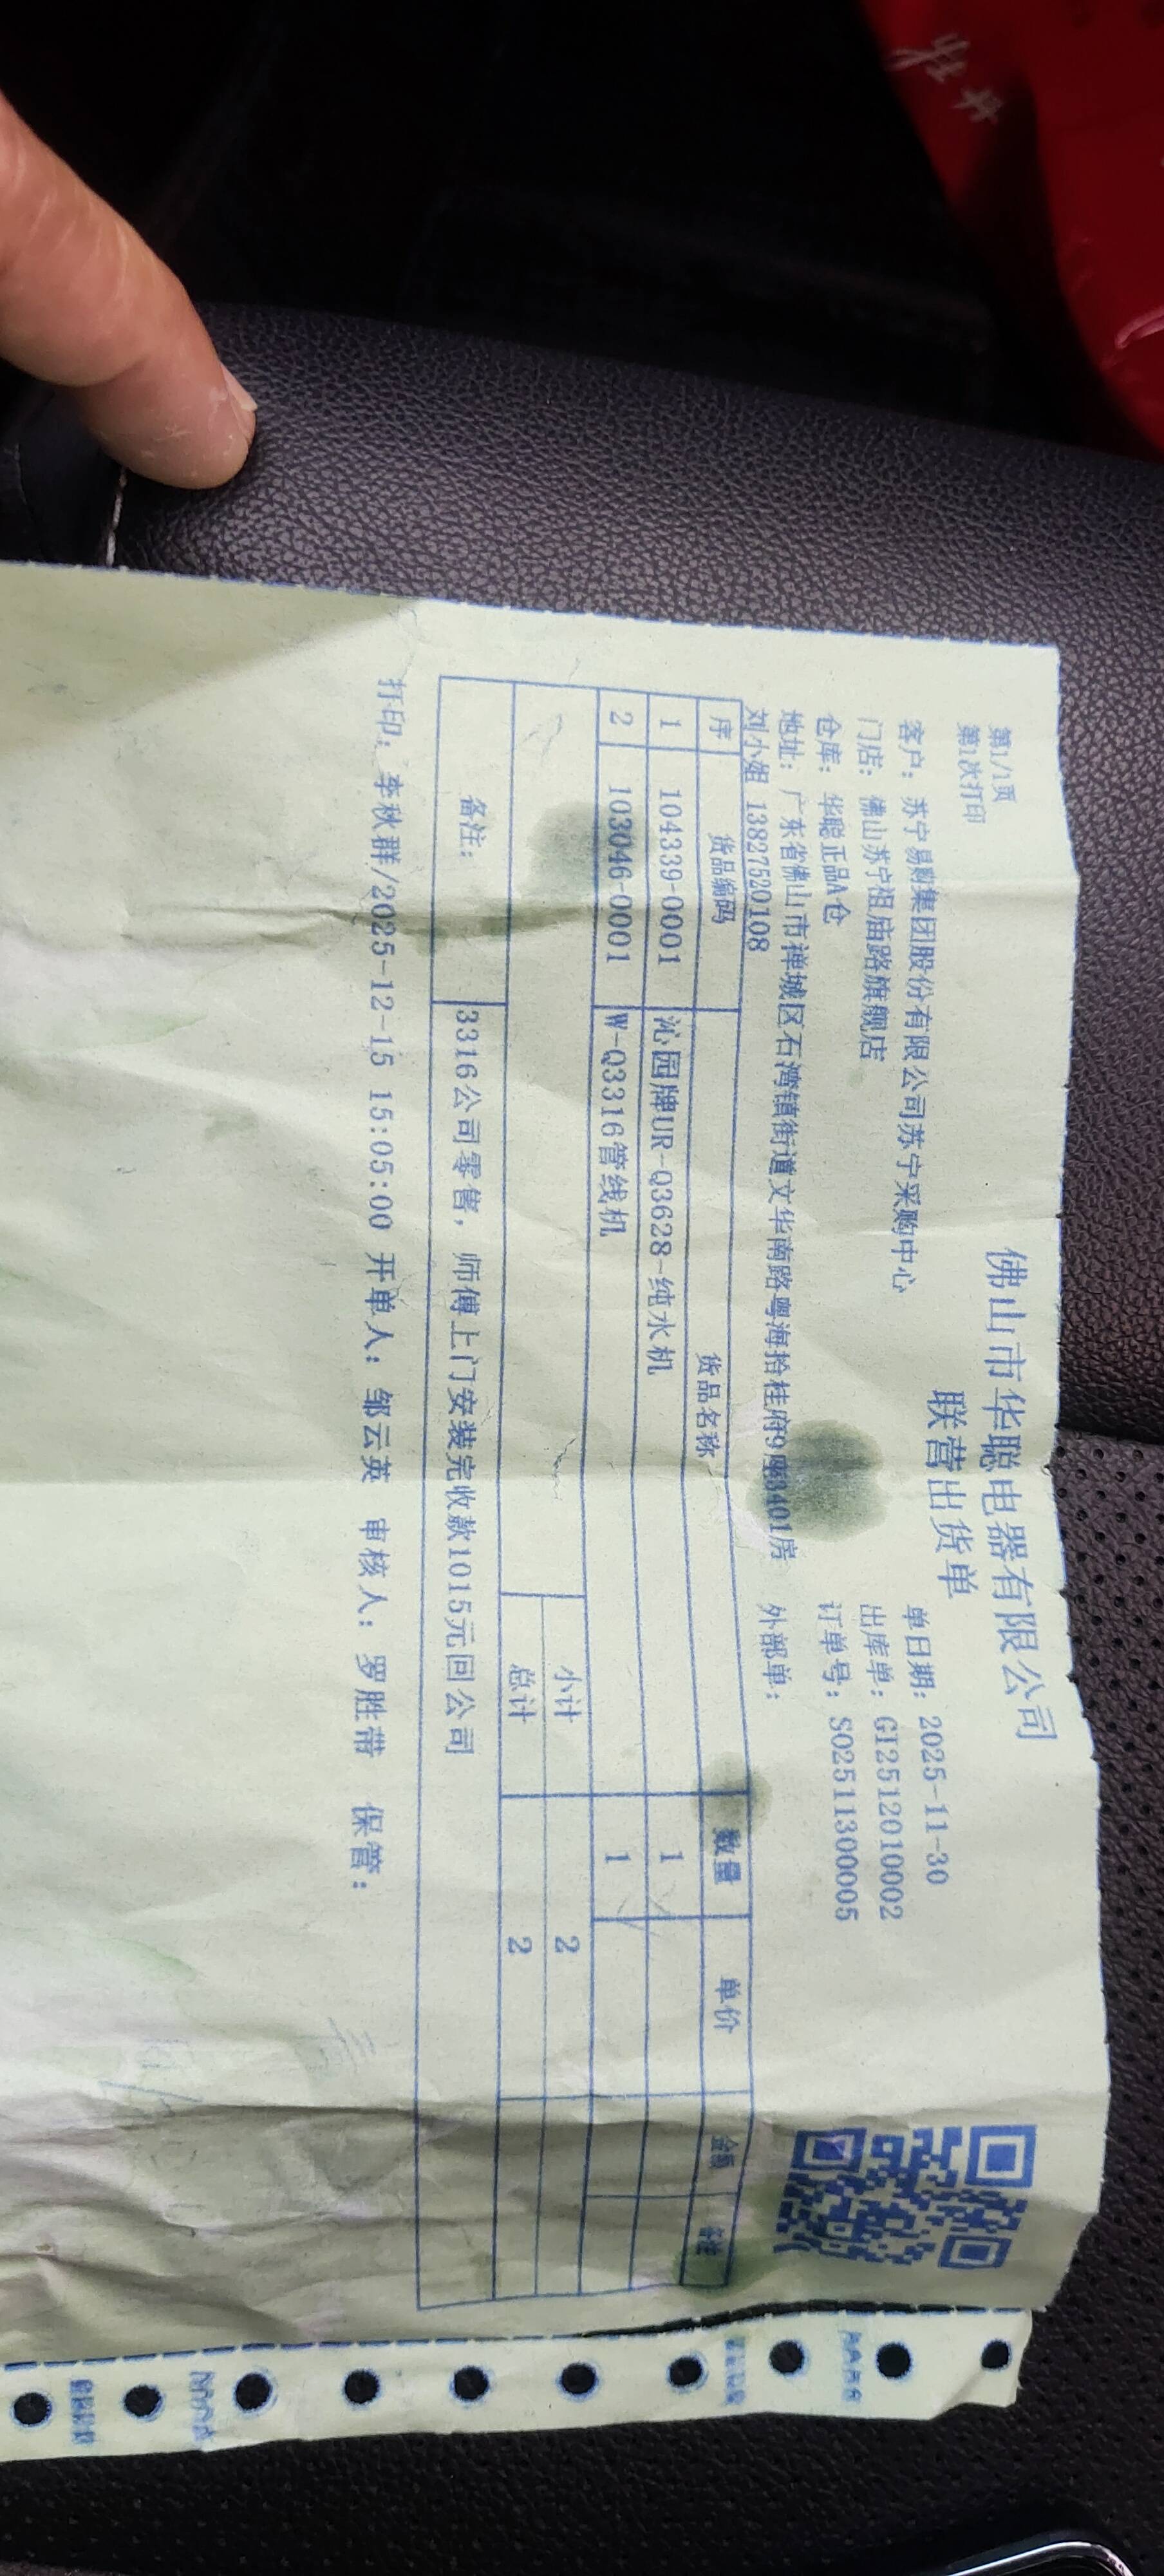 佛山市华聪电器有限公司
联营出货单
第1/1页
第1次打印
客户：苏宁易购集团股份有限公司苏宁采购中心
单日期：2025-11-30
门店：佛山苏宁祖庙路旗舰店
出库单：GI2512010002
仓库：华聪正品A仓
订单号：SO2511300005
地址：广东省佛山市禅城区石湾镇街道文华南路粤海拾桂府9座3401房
外部单：
刘小姐 13827520108
序 货品编码 货品名称 数量 单价 金额 备注
1 104339-0001 沁园牌UR-Q3628-纯水机 1
2 103046-0001 W-Q3316管线机 1
小计 2
总计 2
备注： 3316公司零售，师傅上门安装完收款1015元回公司
打印：李秋群/2025-12-15 15:05:00 开单人：邹云英 审核人：罗胜带 保管：